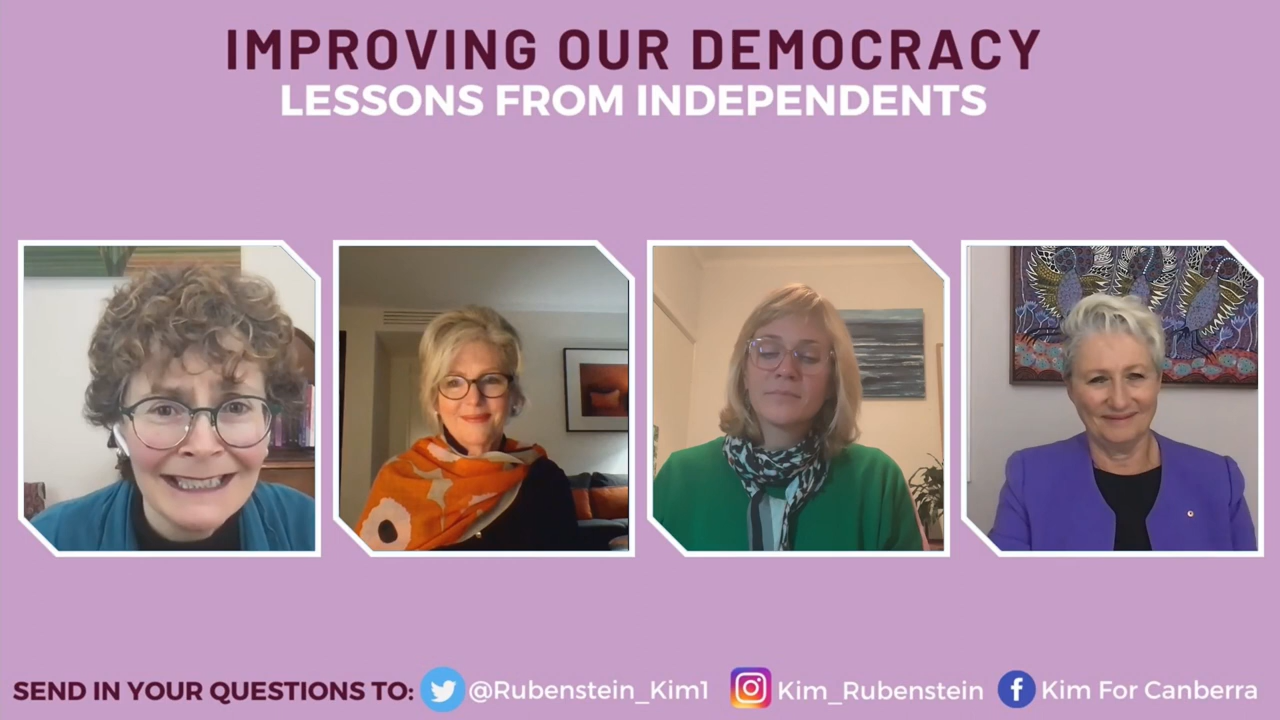 IMPROVING OUR DEMOCRACY
LESSONS FROM INDEPENDENTS
SEND IN YOUR QUESTIONS TO: @Rubenstein_Kim1 Kim_Rubenstein Kim For Canberra